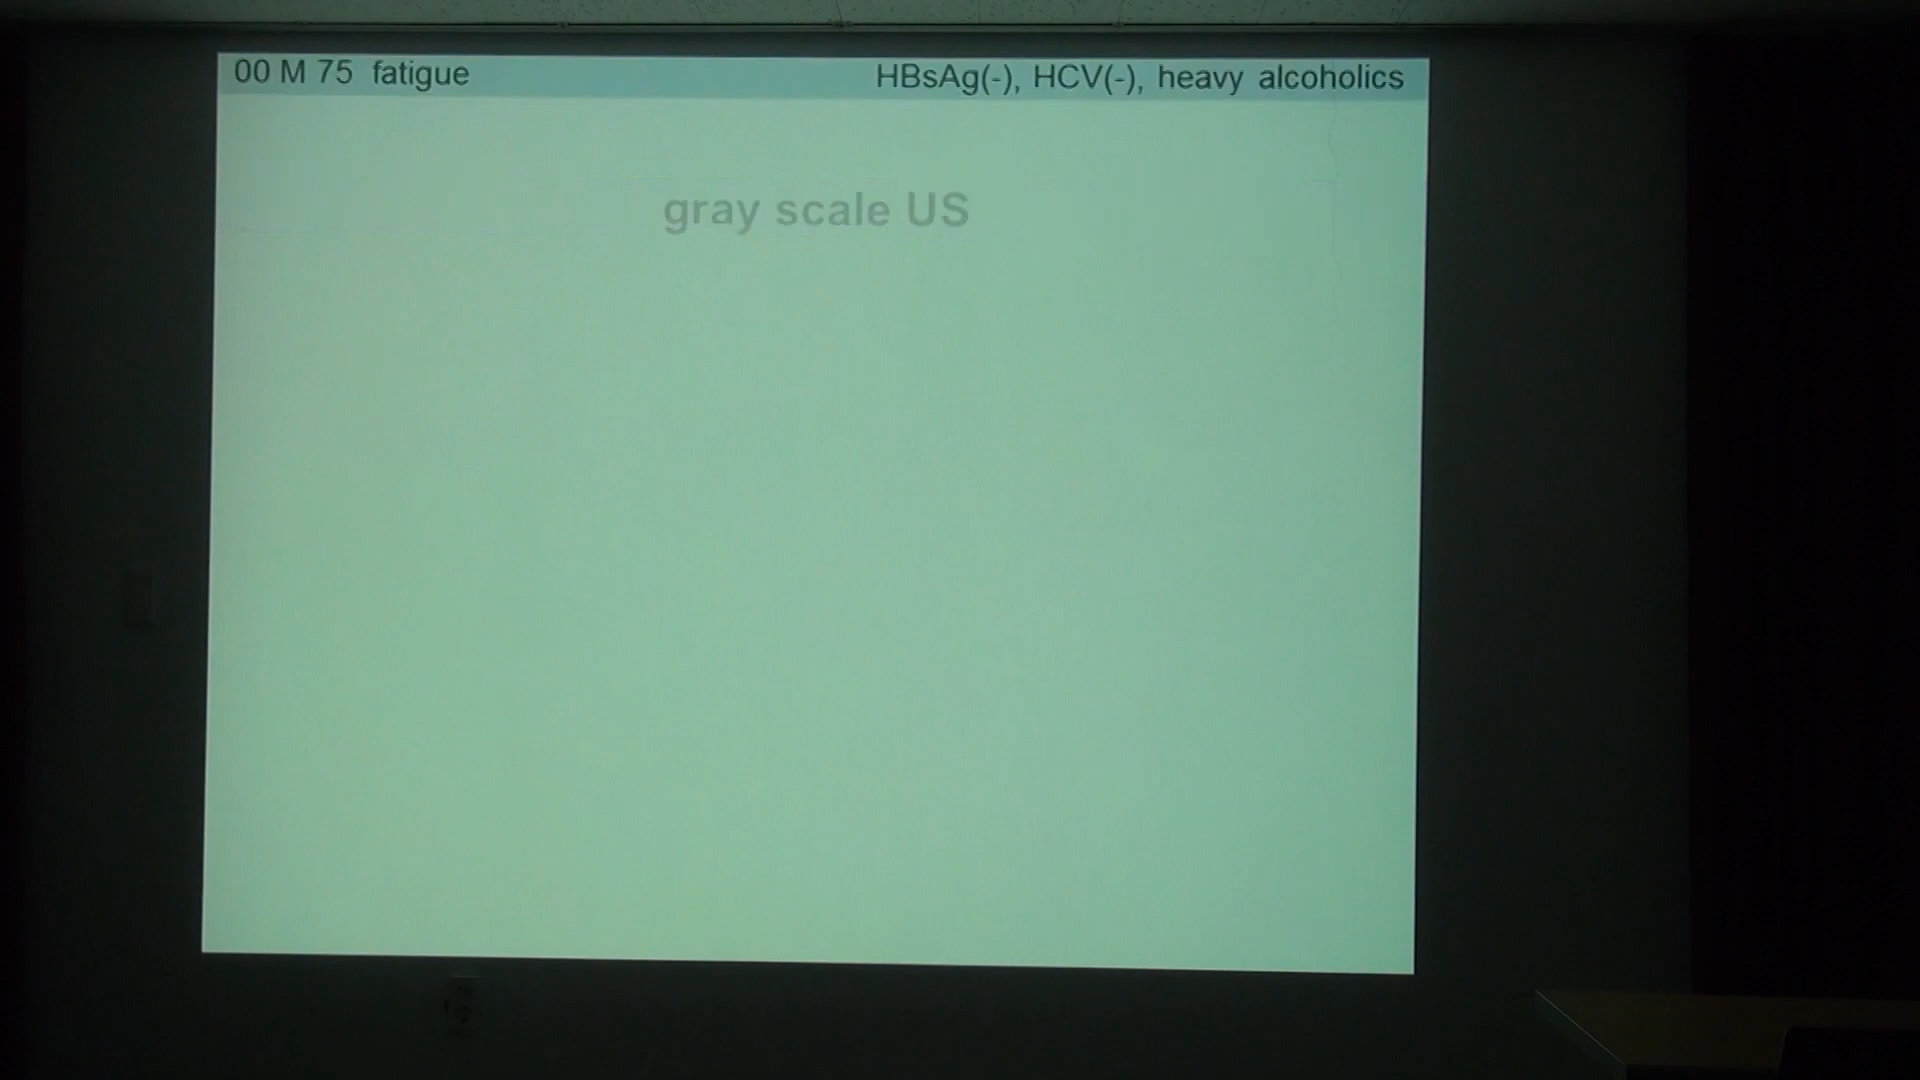 00 M 75 fatigue
HBsAg(-), HCV(-), heavy alcoholics
gray scale US